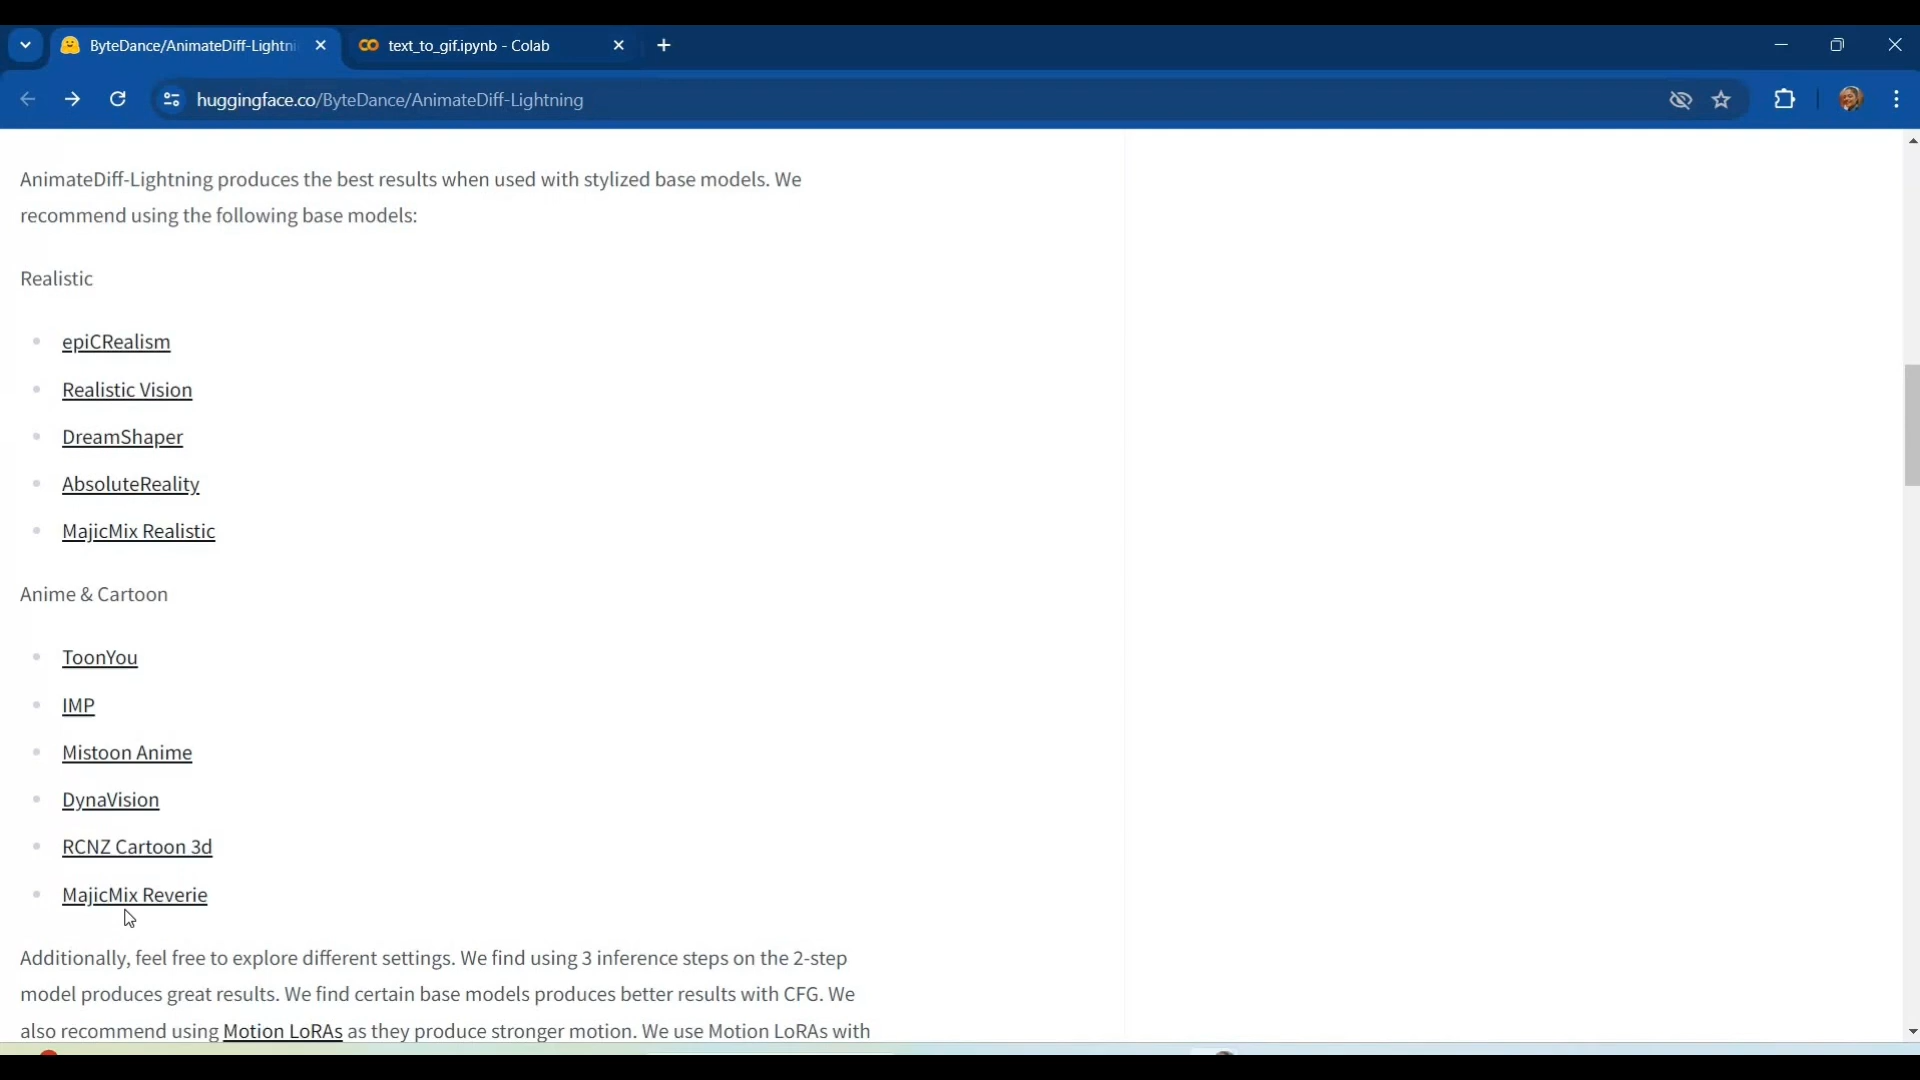 ByteDance/AnimateDiff-Lightni
text_to_gif.ipynb - Colab
huggingface.co/ByteDance/AnimateDiff-Lightning
AnimateDiff-Lightning produces the best results when used with stylized base models. We
recommend using the following base models:
Realistic
epiCRealism
Realistic Vision
DreamShaper
AbsoluteReality
MajicMix Realistic
Anime & Cartoon
ToonYou
IMP
Mistoon Anime
DynaVision
RCNZ Cartoon 3d
MajicMix Reverie
Additionally, feel free to explore different settings. We find using 3 inference steps on the 2-step
model produces great results. We find certain base models produces better results with CFG. We
also recommend using Motion LoRAs as they produce stronger motion. We use Motion LoRAs with